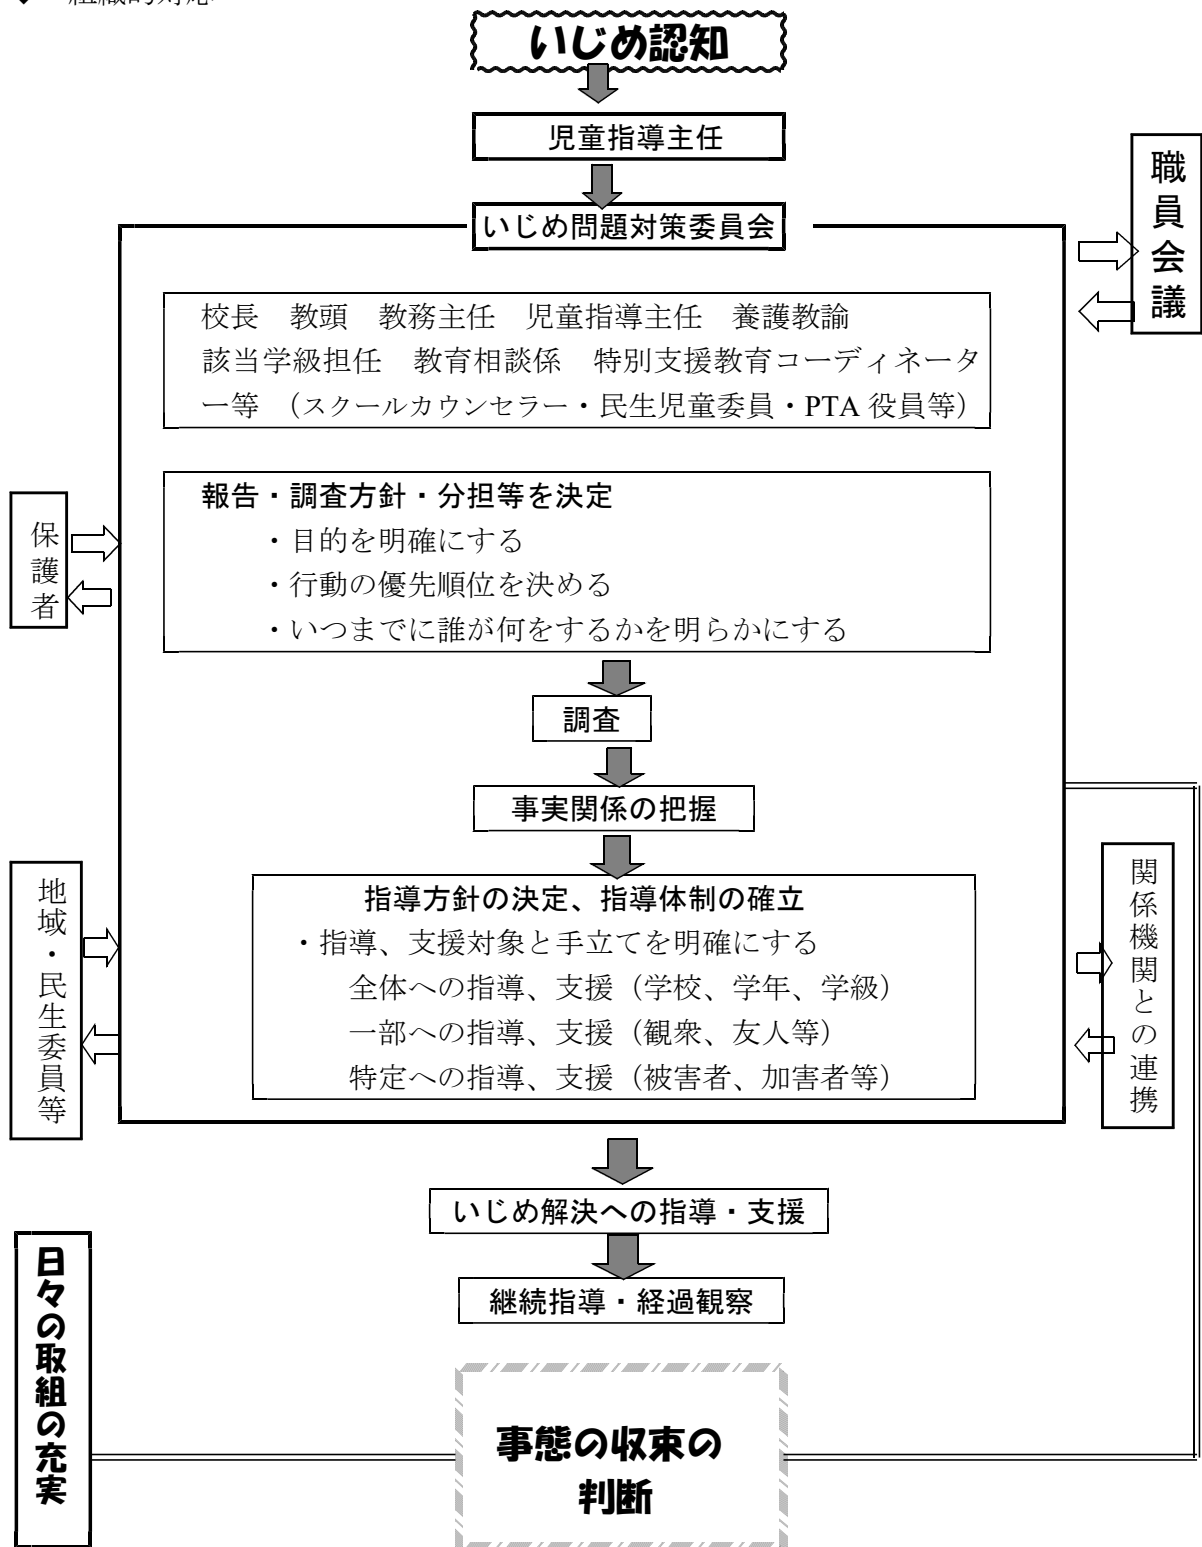 組織的対応
いじめ認知
児童指導主任
いじめ問題対策委員会
職員会議
校長　教頭　教務主任　児童指導主任　養護教諭
該当学級担任　教育相談係　特別支援教育コーディネータ
ー等　（スクールカウンセラー・民生児童委員・PTA 役員等）
報告・調査方針・分担等を決定
・目的を明確にする
・行動の優先順位を決める
・いつまでに誰が何をするかを明らかにする
保護者
調査
事実関係の把握
指導方針の決定、指導体制の確立
・指導、支援対象と手立てを明確にする
全体への指導、支援（学校、学年、学級）
一部への指導、支援（観衆、友人等）
特定への指導、支援（被害者、加害者等）
地域・民生委員等
関係機関との連携
いじめ解決への指導・支援
継続指導・経過観察
日々の取組の充実
事態の収束の
判断